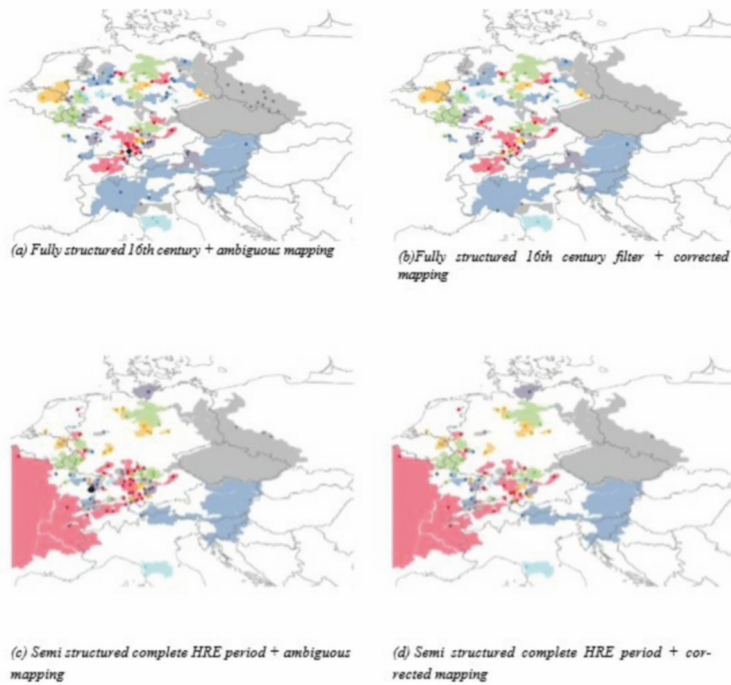 (a) Fully structured 16th century + ambiguous mapping
(b)Fully structured 16th century filter + corrected
mapping
(c) Semi structured complete HRE period + ambiguous
mapping
(d) Semi structured complete HRE period + cor-
rected mapping